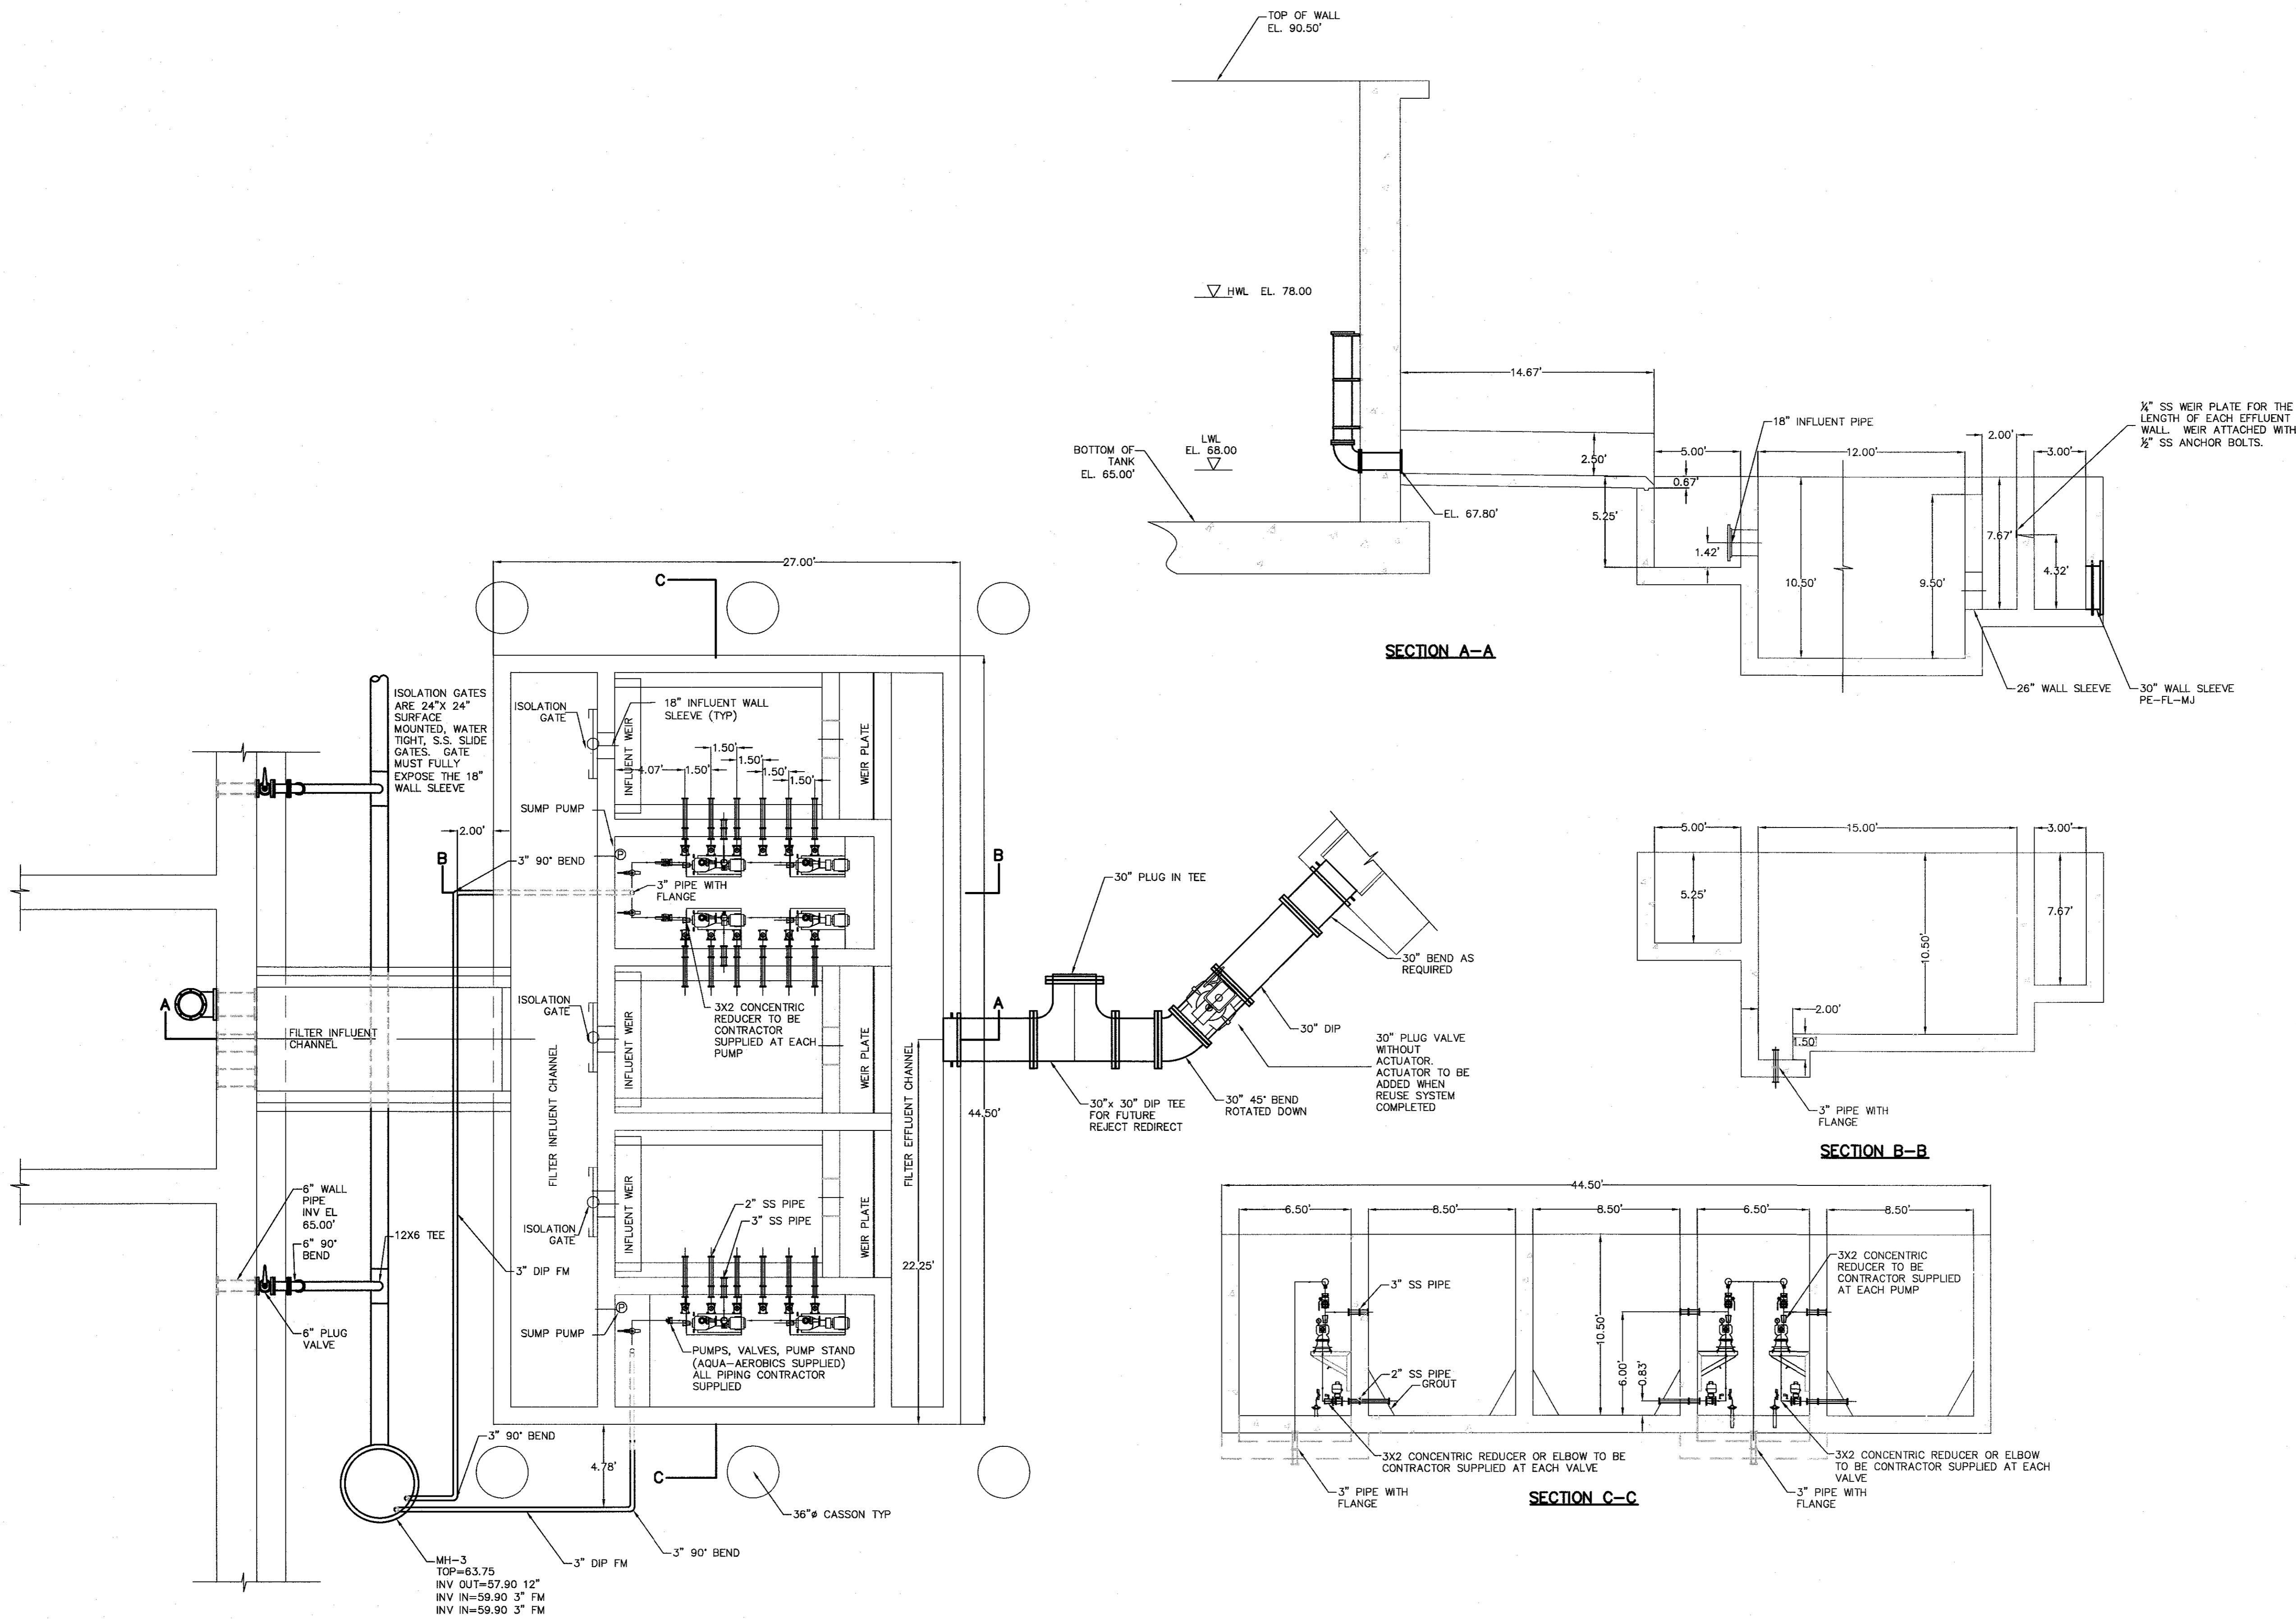 TOP OF WALL
EL. 90.50'
HWL EL. 78.00
14.67'
BOTTOM OF
TANK
EL. 65.00'
LWL
EL. 68.00
2.50'
18" INFLUENT PIPE
5.00'
12.00'
2.00'
3.00'
¼" SS WEIR PLATE FOR THE
LENGTH OF EACH EFFLUENT
WALL. WEIR ATTACHED WITH
½" SS ANCHOR BOLTS.
0.67'
EL. 67.80'
5.25'
1.42'
10.50'
9.50'
7.67'
4.32'
SECTION A-A
26" WALL SLEEVE
30" WALL SLEEVE
PE-FL-MJ
27.00'
C
ISOLATION GATES
ARE 24"X 24"
SURFACE
MOUNTED, WATER
TIGHT, S.S. SLIDE
GATES. GATE
MUST FULLY
EXPOSE THE 18"
WALL SLEEVE
ISOLATION
GATE
18" INFLUENT WALL
SLEEVE (TYP)
INFLUENT WEIR
WEIR PLATE
1.50'
1.50'
4.07'
1.50'
1.50'
1.50'
SUMP PUMP
P
2.00'
B
3" 90° BEND
3" PIPE WITH
FLANGE
B
ISOLATION
GATE
3X2 CONCENTRIC
REDUCER TO BE
CONTRACTOR
SUPPLIED AT EACH
PUMP
A
FILTER INFLUENT
CHANNEL
FILTER INFLUENT CHANNEL
INFLUENT WEIR
WEIR PLATE
FILTER EFFLUENT CHANNEL
A
44.50'
30" PLUG IN TEE
30" BEND AS
REQUIRED
30" DIP
30" PLUG VALVE
WITHOUT
ACTUATOR.
ACTUATOR TO BE
ADDED WHEN
REUSE SYSTEM
COMPLETED
30"x 30" DIP TEE
FOR FUTURE
REJECT REDIRECT
30" 45° BEND
ROTATED DOWN
6" WALL
PIPE
INV EL
65.00'
6" 90°
BEND
12X6 TEE
3" DIP FM
6" PLUG
VALVE
ISOLATION
GATE
INFLUENT WEIR
2" SS PIPE
3" SS PIPE
WEIR PLATE
22.25'
P
SUMP PUMP
PUMPS, VALVES, PUMP STAND
(AQUA-AEROBICS SUPPLIED)
ALL PIPING CONTRACTOR
SUPPLIED
3" 90° BEND
4.78'
C
36"ø CASSON TYP
3" 90° BEND
3" DIP FM
MH-3
TOP=63.75
INV OUT=57.90 12"
INV IN=59.90 3" FM
INV IN=59.90 3" FM
5.00'
15.00'
3.00'
5.25'
10.50'
7.67'
2.00'
1.50'
3" PIPE WITH
FLANGE
SECTION B-B
44.50'
6.50'
8.50'
8.50'
6.50'
8.50'
3X2 CONCENTRIC
REDUCER TO BE
CONTRACTOR SUPPLIED
AT EACH PUMP
3" SS PIPE
10.50'
6.00'
0.83'
2" SS PIPE
GROUT
3X2 CONCENTRIC REDUCER OR ELBOW TO BE
CONTRACTOR SUPPLIED AT EACH VALVE
3X2 CONCENTRIC REDUCER OR ELBOW
TO BE CONTRACTOR SUPPLIED AT EACH
VALVE
3" PIPE WITH
FLANGE
3" PIPE WITH
FLANGE
SECTION C-C